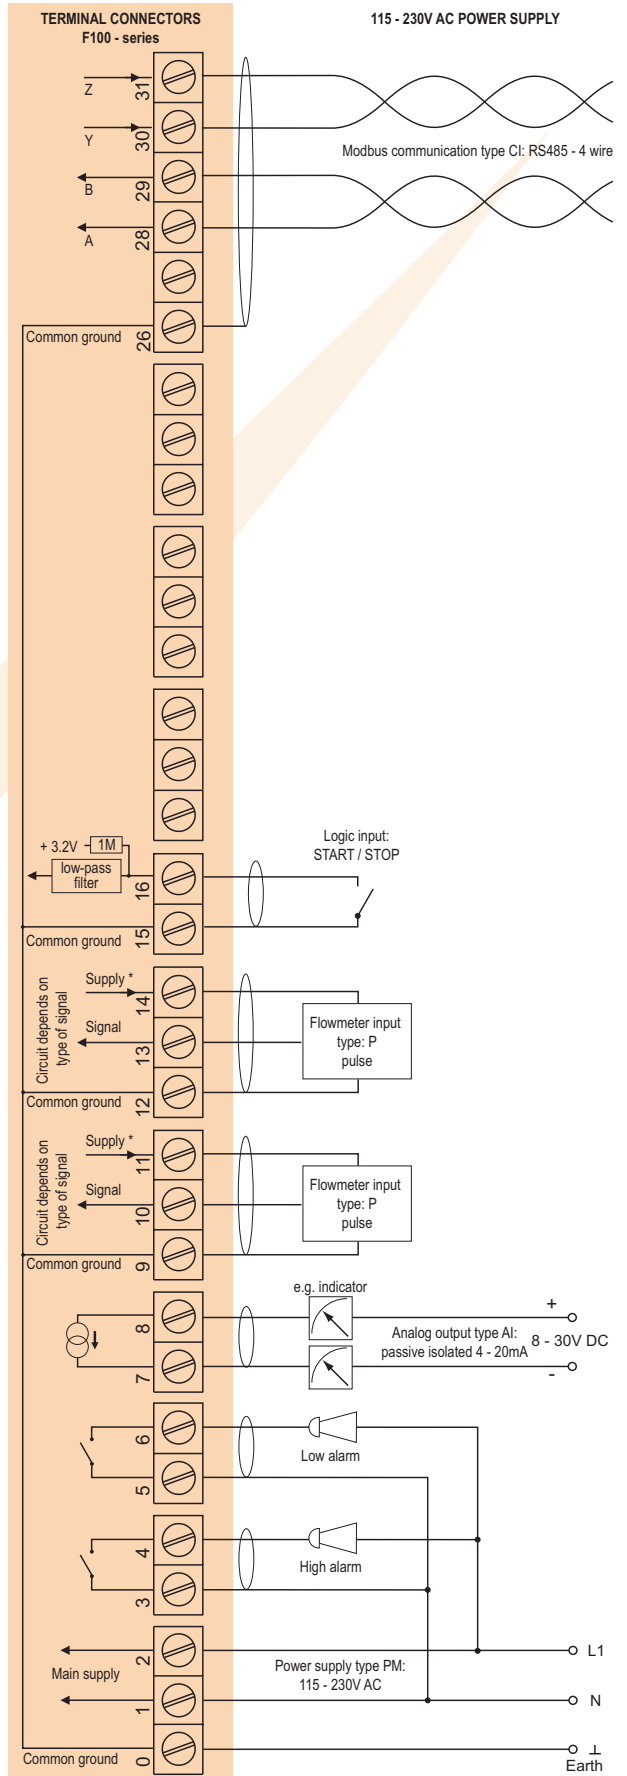 TERMINAL CONNECTORS
F100 - series
115 - 230V AC POWER SUPPLY
Z
31
Y
30
Modbus communication type CI: RS485 - 4 wire
B
29
A
28
Common ground
26
Logic input:
START / STOP
+ 3.2V
1M
low-pass
filter
16
Common ground
15
Circuit depends on
type of signal
Supply *
14
Signal
13
Flowmeter input
type: P
pulse
Common ground
12
Circuit depends on
type of signal
Supply *
11
Signal
10
Flowmeter input
type: P
pulse
Common ground
9
e.g. indicator
8
+
Analog output type AI:
passive isolated 4 - 20mA
8 - 30V DC
7
-
6
Low alarm
5
4
High alarm
3
2
L1
Main supply
Power supply type PM:
115 - 230V AC
1
N
Common ground
0
Earth